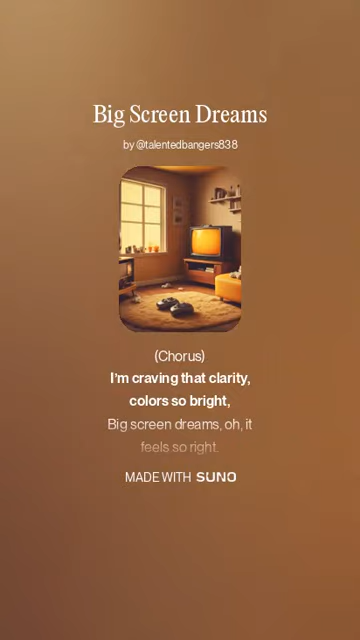 Big Screen Dreams
by @talentedbangers838
(Chorus)
I'm craving that clarity,
colors so bright,
Big screen dreams, oh, it
feels so right.
MADE WITH SUNO